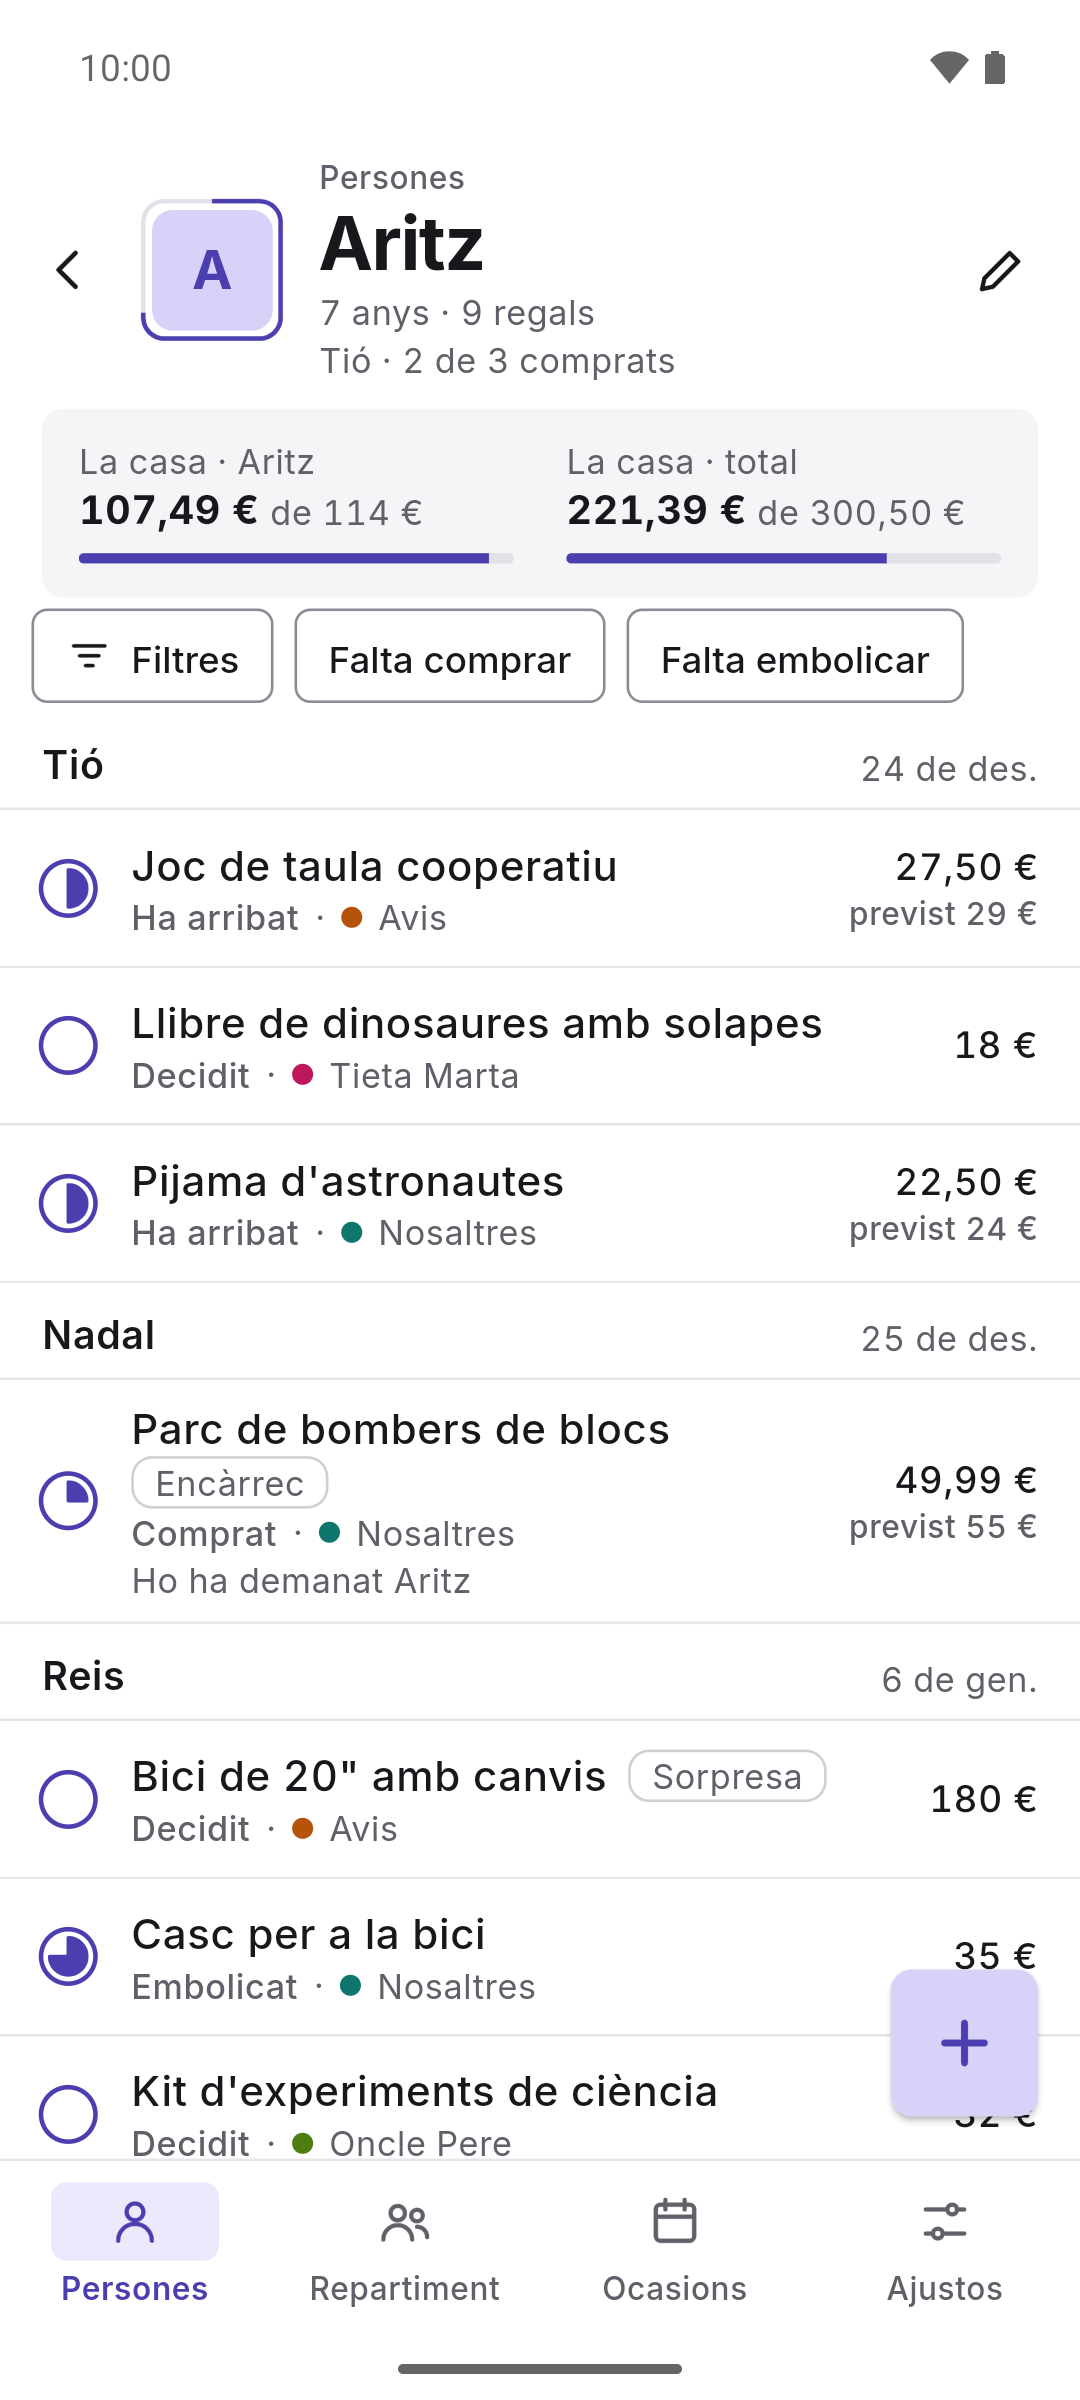 10:00
Persones
Aritz
7 anys · 9 regals
Tió · 2 de 3 comprats
A
La casa · Aritz
107,49 € de 114 €
La casa · total
221,39 € de 300,50 €
Filtres
Falta comprar
Falta embolicar
Tió
24 de des.
Joc de taula cooperatiu
Ha arribat · Avis
27,50 €
previst 29 €
Llibre de dinosaures amb solapes
Decidit · Tieta Marta
18 €
Pijama d'astronautes
Ha arribat · Nosaltres
22,50 €
previst 24 €
Nadal
25 de des.
Parc de bombers de blocs
Encàrrec
Comprat · Nosaltres
Ho ha demanat Aritz
49,99 €
previst 55 €
Reis
6 de gen.
Bici de 20" amb canvis
Sorpresa
Decidit · Avis
180 €
Casc per a la bici
Embolicat · Nosaltres
35 €
Kit d'experiments de ciència
Decidit · Oncle Pere
Persones
Repartiment
Ocasions
Ajustos